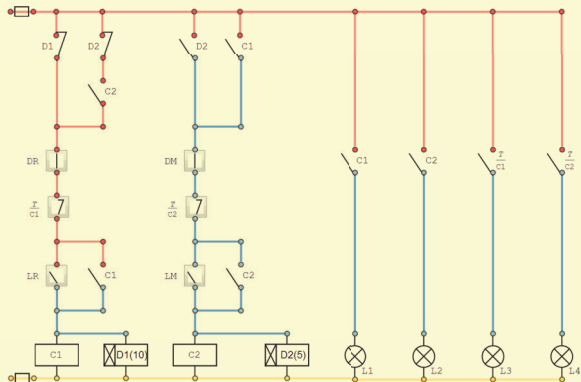 D1 D2 D2 C1
C2
DR DM C1 C2 T/C1 T/C2
T/C1 T/C2
LR C1 LM C2
C1 D1(10) C2 D2(5) L1 L2 L3 L4